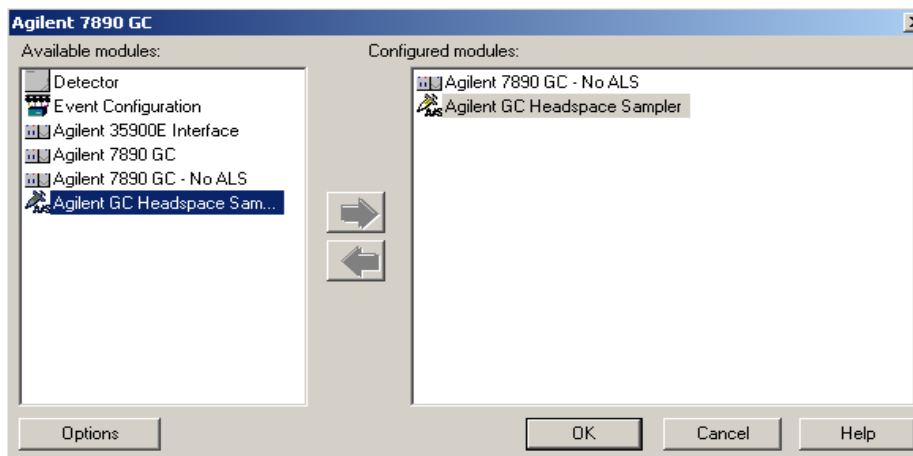 Agilent 7890 GC
Available modules:
Configured modules:
Detector
Event Configuration
Agilent 35900E Interface
Agilent 7890 GC
Agilent 7890 GC - No ALS
Agilent GC Headspace Sam...
Agilent 7890 GC - No ALS
Agilent GC Headspace Sampler
Options
OK
Cancel
Help